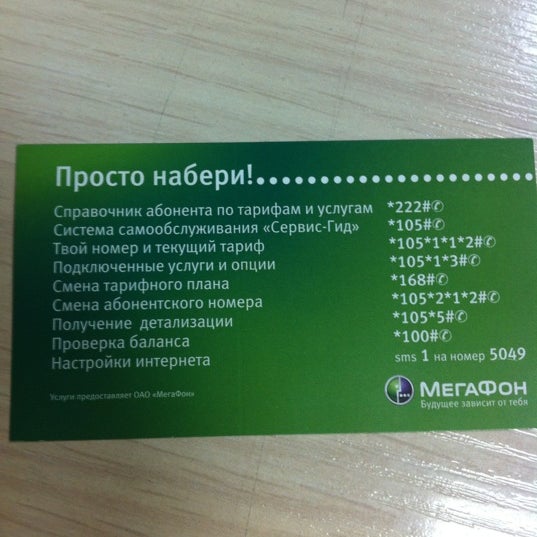 Просто набери!
Справочник абонента по тарифам и услугам *222#✆
Система самообслуживания «Сервис-Гид» *105#✆
Твой номер и текущий тариф *105*1*1*2#✆
Подключенные услуги и опции *105*1*3#✆
Смена тарифного плана *168#✆
Смена абонентского номера *105*2*1*2#✆
Получение детализации *105*5#✆
Проверка баланса *100#✆
Настройки интернета sms 1 на номер 5049
Услуги предоставляет ОАО «МегаФон»
МЕГАФОН
Будущее зависит от тебя